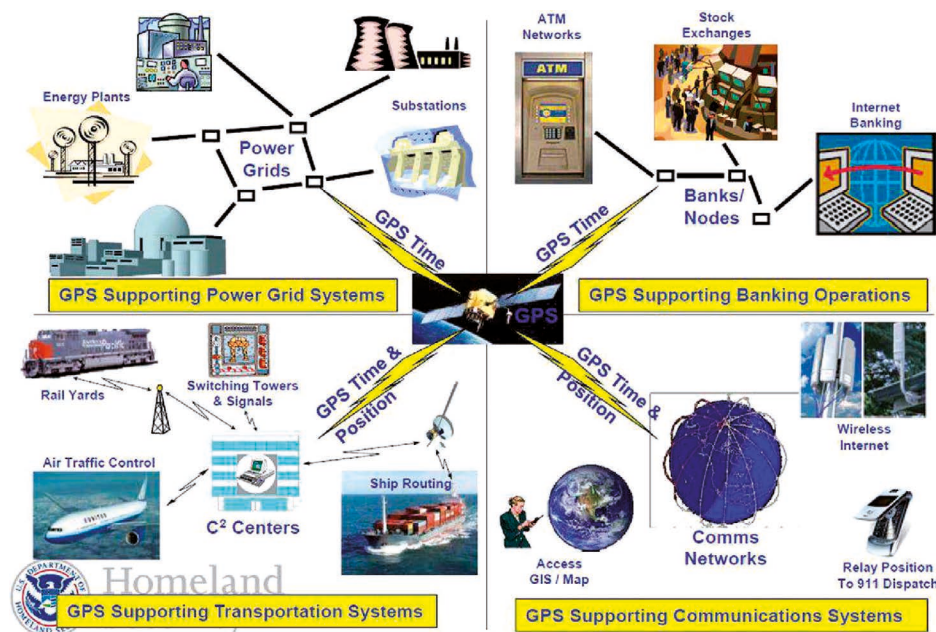 Energy Plants
Power
Grids
Substations
GPS Time
GPS Supporting Power Grid Systems
ATM
Networks
ATM
Stock
Exchanges
Internet
Banking
Banks/
Nodes
GPS Time
GPS Supporting Banking Operations
GPS
Rail Yards
Switching Towers
& Signals
GPS Time &
Position
Air Traffic Control
C² Centers
Ship Routing
UNITED
Homeland
U.S. DEPARTMENT OF
GPS Supporting Transportation Systems
GPS Time &
Position
Wireless
Internet
Access
GIS / Map
Comms
Networks
Relay Position
To 911 Dispatch
GPS Supporting Communications Systems